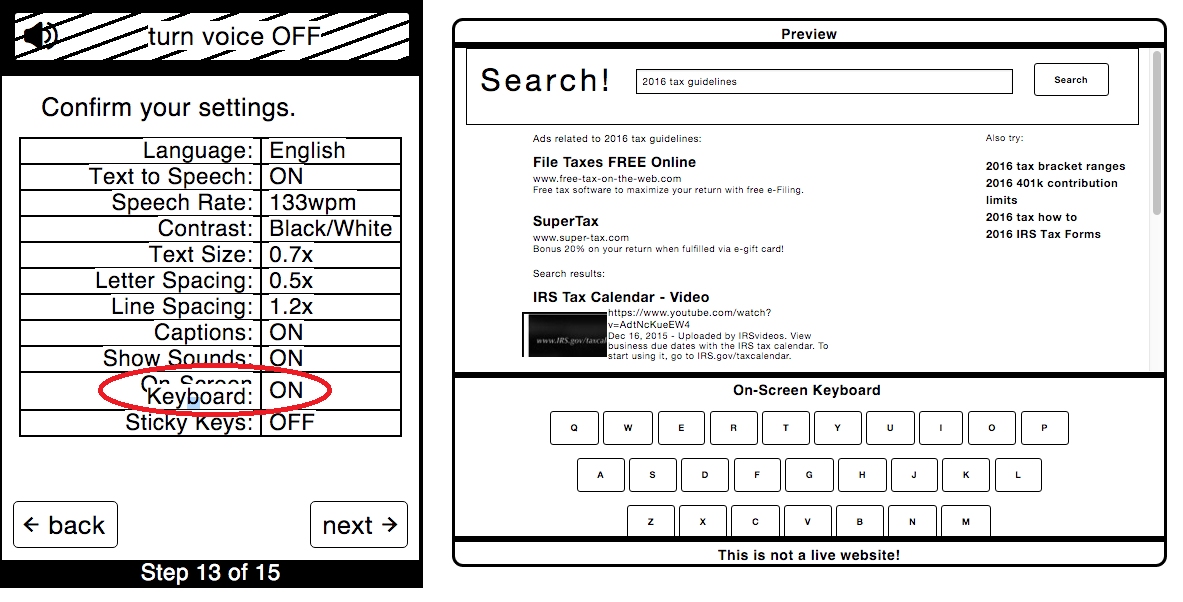 turn voice OFF
Confirm your settings.
Language: English
Text to Speech: ON
Speech Rate: 133wpm
Contrast: Black/White
Text Size: 0.7x
Letter Spacing: 0.5x
Line Spacing: 1.2x
Captions: ON
Show Sounds: ON
On-Screen
Keyboard: ON
Sticky Keys: OFF
← back
next →
Step 13 of 15
Preview
Search!
2016 tax guidelines
Search
Ads related to 2016 tax guidelines:
File Taxes FREE Online
www.free-tax-on-the-web.com
Free tax software to maximize your return with free e-Filing.
SuperTax
www.super-tax.com
Bonus 20% on your return when fulfilled via e-gift card!
Search results:
IRS Tax Calendar - Video
www.IRS.gov/taxcal
https://www.youtube.com/watch?
v=AdtNcKueEW4
Dec 16, 2015 - Uploaded by IRSvideos. View
business due dates with the IRS tax calendar. To
start using it, go to IRS.gov/taxcalendar.
Also try:
2016 tax bracket ranges
2016 401k contribution
limits
2016 tax how to
2016 IRS Tax Forms
On-Screen Keyboard
Q W E R T Y U I O P
A S D F G H J K L
Z X C V B N M
This is not a live website!